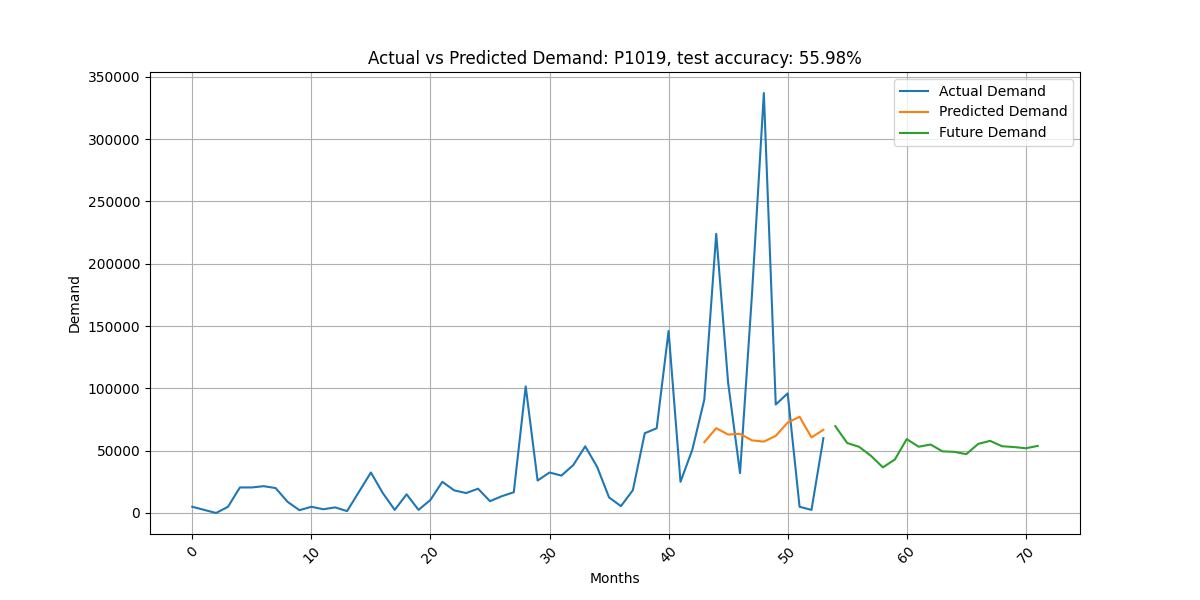 Actual vs Predicted Demand: P1019, test accuracy: 55.98%
350000
300000
250000
200000
150000
100000
50000
0
Demand
Actual Demand
Predicted Demand
Future Demand
0 10 20 30 40 50 60 70
Months